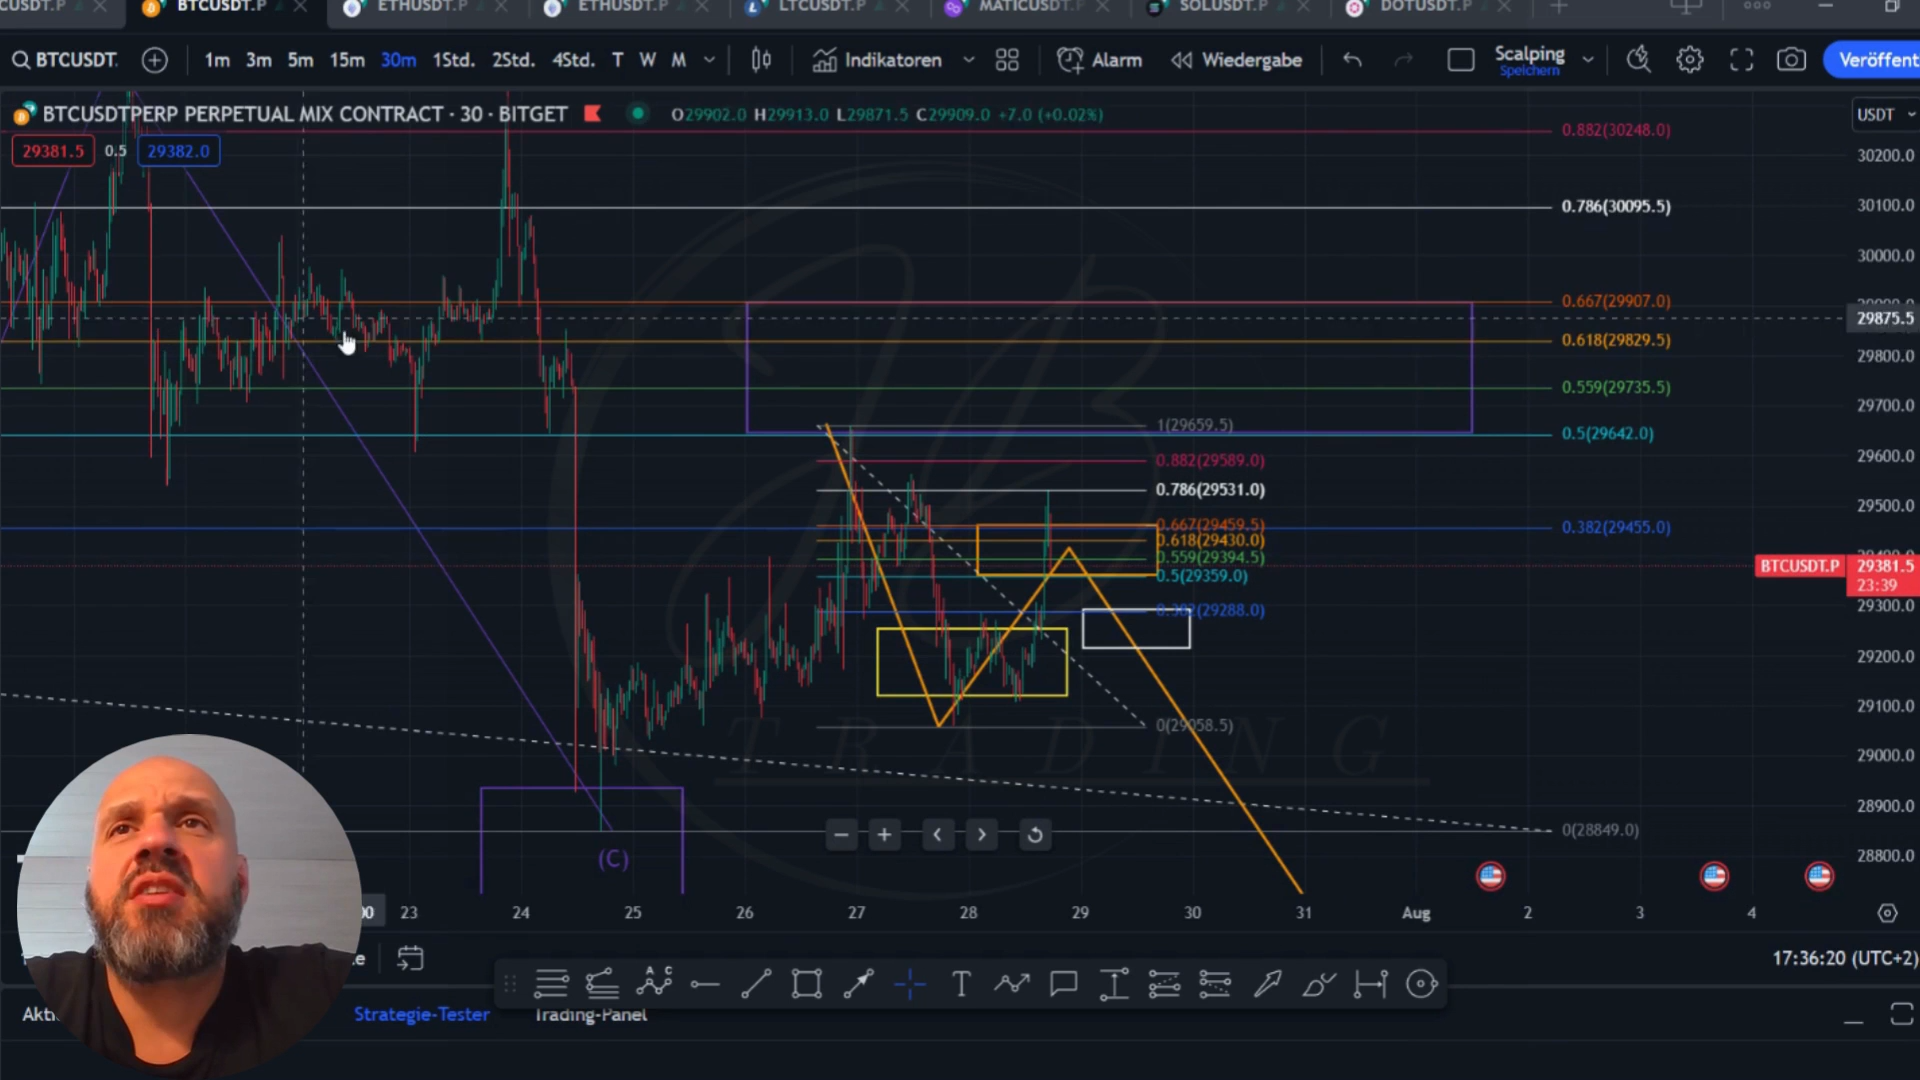 CUSDT.P BTCUSDT.P ETHUSDT.P ETHUSDT.P LTCUSDT.P MATICUSDT.P SOLUSDT.P DOTUSDT.P
BTCUSDT. 1m 3m 5m 15m 30m 1Std. 2Std. 4Std. T W M Indikatoren Alarm Wiedergabe Scalping Veröffent
Speichern
BTCUSDTPERP PERPETUAL MIX CONTRACT · 30 · BITGET O29902.0 H29913.0 L29871.5 C29909.0 +7.0 (+0.02%) USDT
29381.5 0.5 29382.0
0.882(30248.0)
30200.0
0.786(30095.5) 30100.0
30000.0
0.667(29907.0)
29875.5
0.618(29829.5)
29800.0
0.559(29735.5)
29700.0
1(29659.5)
0.5(29642.0)
0.882(29589.0) 29600.0
0.786(29531.0)
29500.0
0.667(29459.5) 0.382(29455.0)
0.618(29430.0)
0.559(29394.5)
BTCUSDT.P 29381.5
0.5(29359.0) 23:39
29300.0
0.382(29288.0)
29200.0
29100.0
0(29058.5)
TRADING
29000.0
28900.0
0(28849.0)
28800.0
(C)
23 24 25 26 27 28 29 30 31 Aug 2 3 4
17:36:20 (UTC+2)
A C
T
Strategie-Tester Trading-Panel